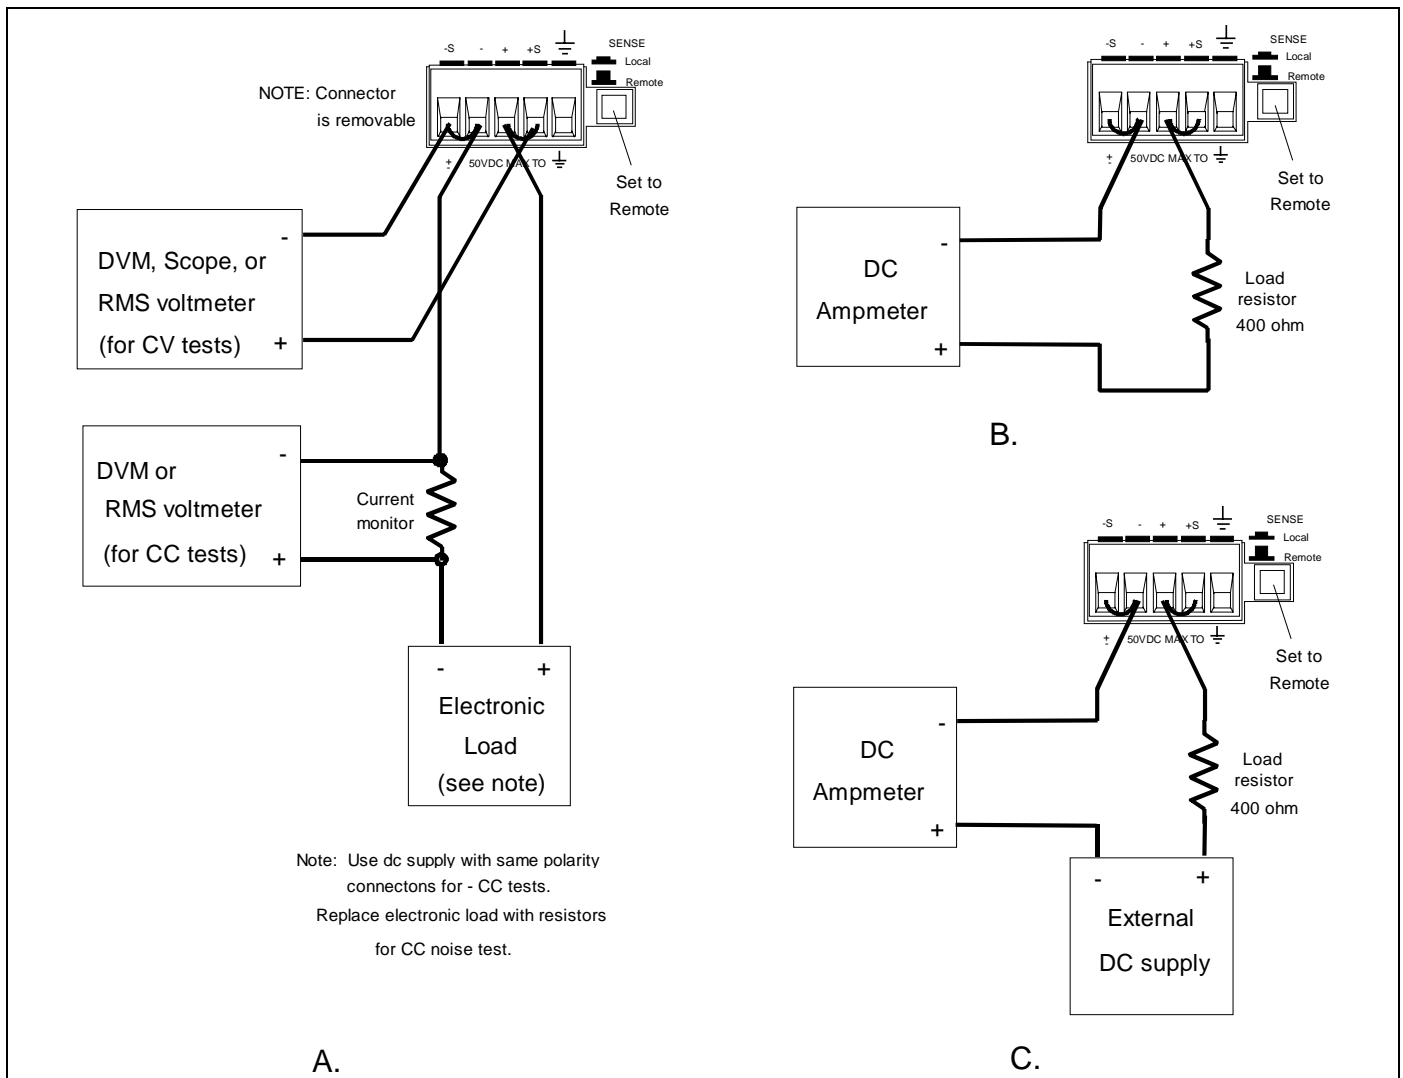 -S - + +S
SENSE
Local
Remote
NOTE: Connector
is removable
+
-
50VDC MAX TO
Set to
Remote
-
DVM, Scope, or
RMS voltmeter
(for CV tests) +
-
DVM or
RMS voltmeter
(for CC tests) +
Current
monitor
- +
Electronic
Load
(see note)
Note: Use dc supply with same polarity
connectons for - CC tests.
Replace electronic load with resistors
for CC noise test.
A.
-S - + +S
SENSE
Local
Remote
+
-
50VDC MAX TO
Set to
Remote
-
DC
Ampmeter
+
Load
resistor
400 ohm
B.
-S - + +S
SENSE
Local
Remote
+
-
50VDC MAX TO
Set to
Remote
-
DC
Ampmeter
+
Load
resistor
400 ohm
- +
External
DC supply
C.